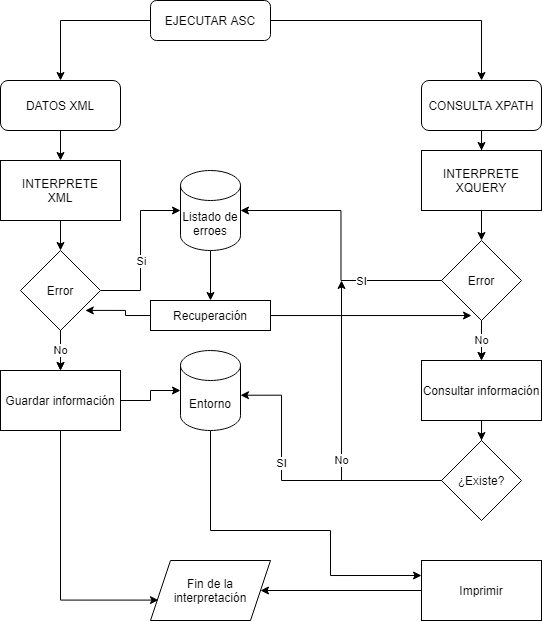 EJECUTAR ASC
DATOS XML
CONSULTA XPATH
INTERPRETE
XML
INTERPRETE
XQUERY
Listado de
erroes
Si
Error
SI
Error
Recuperación
No
No
Guardar información
Entorno
Consultar información
SI
No
¿Existe?
Fin de la
interpretación
Imprimir